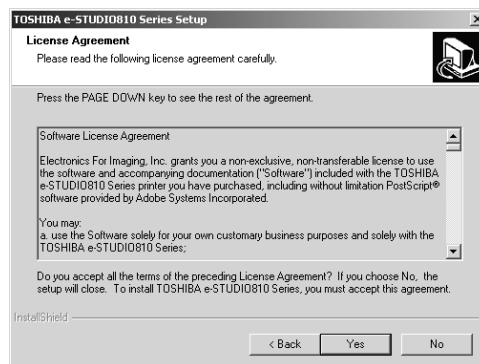 TOSHIBA e-STUDIO810 Series Setup
License Agreement
Please read the following license agreement carefully.
Press the PAGE DOWN key to see the rest of the agreement.
Software License Agreement
Electronics For Imaging, Inc. grants you a non-exclusive, non-transferable license to use
the software and accompanying documentation ("Software") included with the TOSHIBA
e-STUDIO810 Series printer you have purchased, including without limitation PostScript®
software provided by Adobe Systems Incorporated.
You may:
a. use the Software solely for your own customary business purposes and solely with the
TOSHIBA e-STUDIO810 Series;
Do you accept all the terms of the preceding License Agreement? If you choose No, the
setup will close. To install TOSHIBA e-STUDIO810 Series, you must accept this agreement.
InstallShield
< Back Yes No